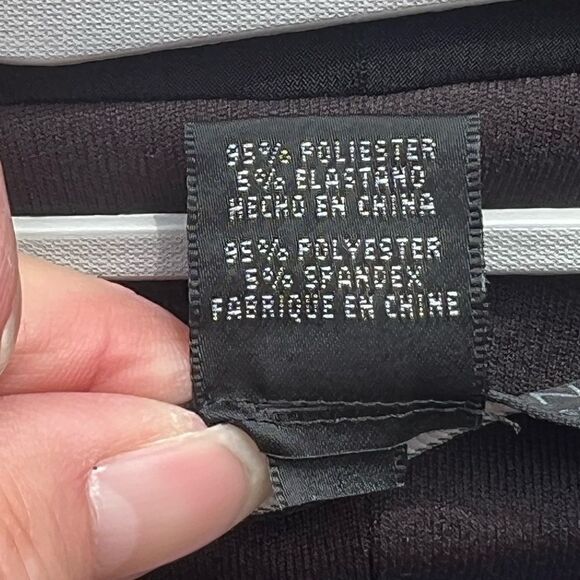 95% POLIESTER
5% ELASTANO
HECHO EN CHINA
95% POLYESTER
5% SPANDEX
FABRIQUE EN CHINE